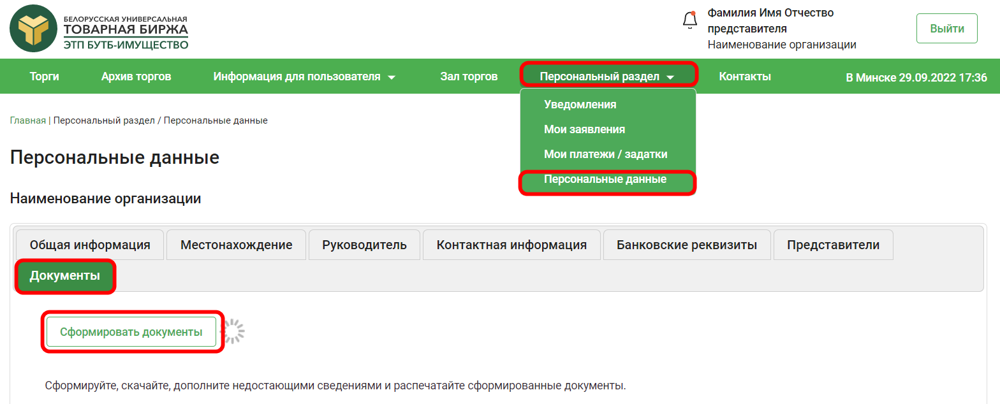 БЕЛОРУССКАЯ УНИВЕРСАЛЬНАЯ
ТОВАРНАЯ БИРЖА
ЭТП БУТБ-ИМУЩЕСТВО
Фамилия Имя Отчество
представителя
Наименование организации
Выйти
Торги
Архив торгов
Информация для пользователя
Зал торгов
Персональный раздел
Контакты
В Минске 29.09.2022 17:36
Уведомления
Мои заявления
Мои платежи / задатки
Персональные данные
Главная | Персональный раздел / Персональные данные
Персональные данные
Наименование организации
Общая информация
Местонахождение
Руководитель
Контактная информация
Банковские реквизиты
Представители
Документы
Сформировать документы
Сформируйте, скачайте, дополните недостающими сведениями и распечатайте сформированные документы.